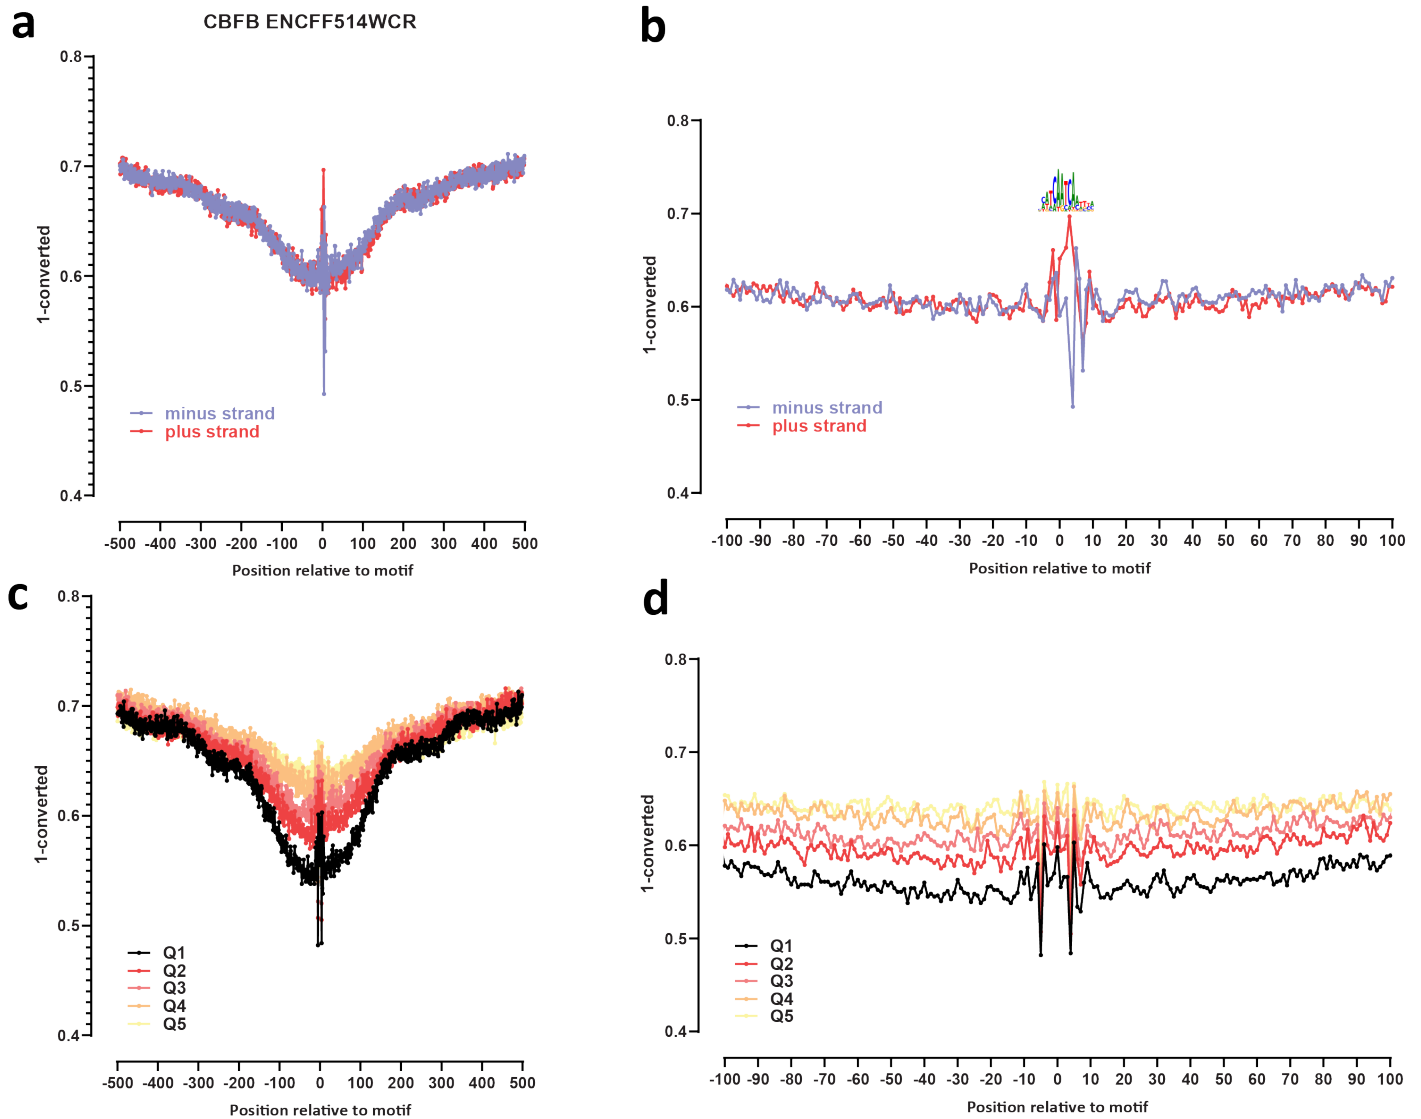 a
CBFB ENCFF514WCR
0.8
0.7
0.6
0.5
0.4
1-converted
minus strand
plus strand
-500 -400 -300 -200 -100 0 100 200 300 400 500
Position relative to motif
b
0.8
0.7
0.6
0.5
0.4
1-converted
minus strand
plus strand
-100 -90 -80 -70 -60 -50 -40 -30 -20 -10 0 10 20 30 40 50 60 70 80 90 100
Position relative to motif
c
0.8
0.7
0.6
0.5
0.4
1-converted
Q1
Q2
Q3
Q4
Q5
-500 -400 -300 -200 -100 0 100 200 300 400 500
Position relative to motif
d
0.8
0.7
0.6
0.5
0.4
1-converted
Q1
Q2
Q3
Q4
Q5
-100 -90 -80 -70 -60 -50 -40 -30 -20 -10 0 10 20 30 40 50 60 70 80 90 100
Position relative to motif